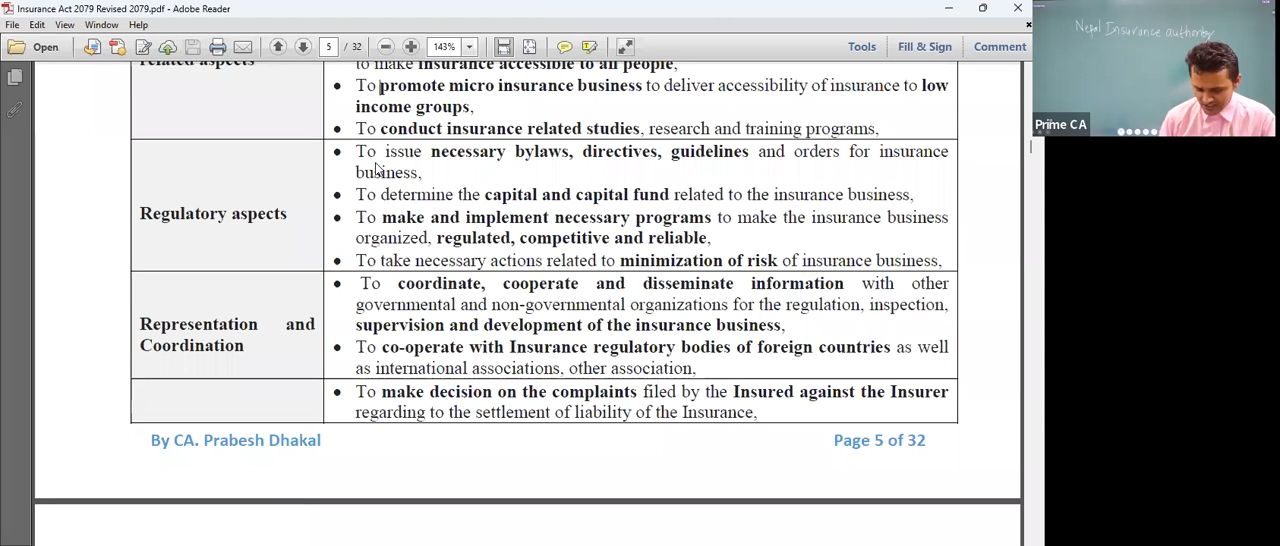 Insurance Act 2079 Revised 2079.pdf - Adobe Reader
File Edit View Window Help
Open 5 / 32 143% Tools Fill & Sign Comment
Nepal Insurance authority
Prime CA
related aspects
to make insurance accessible to all people,
• To promote micro insurance business to deliver accessibility of insurance to low
income groups,
• To conduct insurance related studies, research and training programs,
Regulatory aspects
• To issue necessary bylaws, directives, guidelines and orders for insurance
business,
• To determine the capital and capital fund related to the insurance business,
• To make and implement necessary programs to make the insurance business
organized, regulated, competitive and reliable,
• To take necessary actions related to minimization of risk of insurance business,
Representation and
Coordination
• To coordinate, cooperate and disseminate information with other
governmental and non-governmental organizations for the regulation, inspection,
supervision and development of the insurance business,
• To co-operate with Insurance regulatory bodies of foreign countries as well
as international associations, other association,
• To make decision on the complaints filed by the Insured against the Insurer
regarding to the settlement of liability of the Insurance,
By CA. Prabesh Dhakal
Page 5 of 32